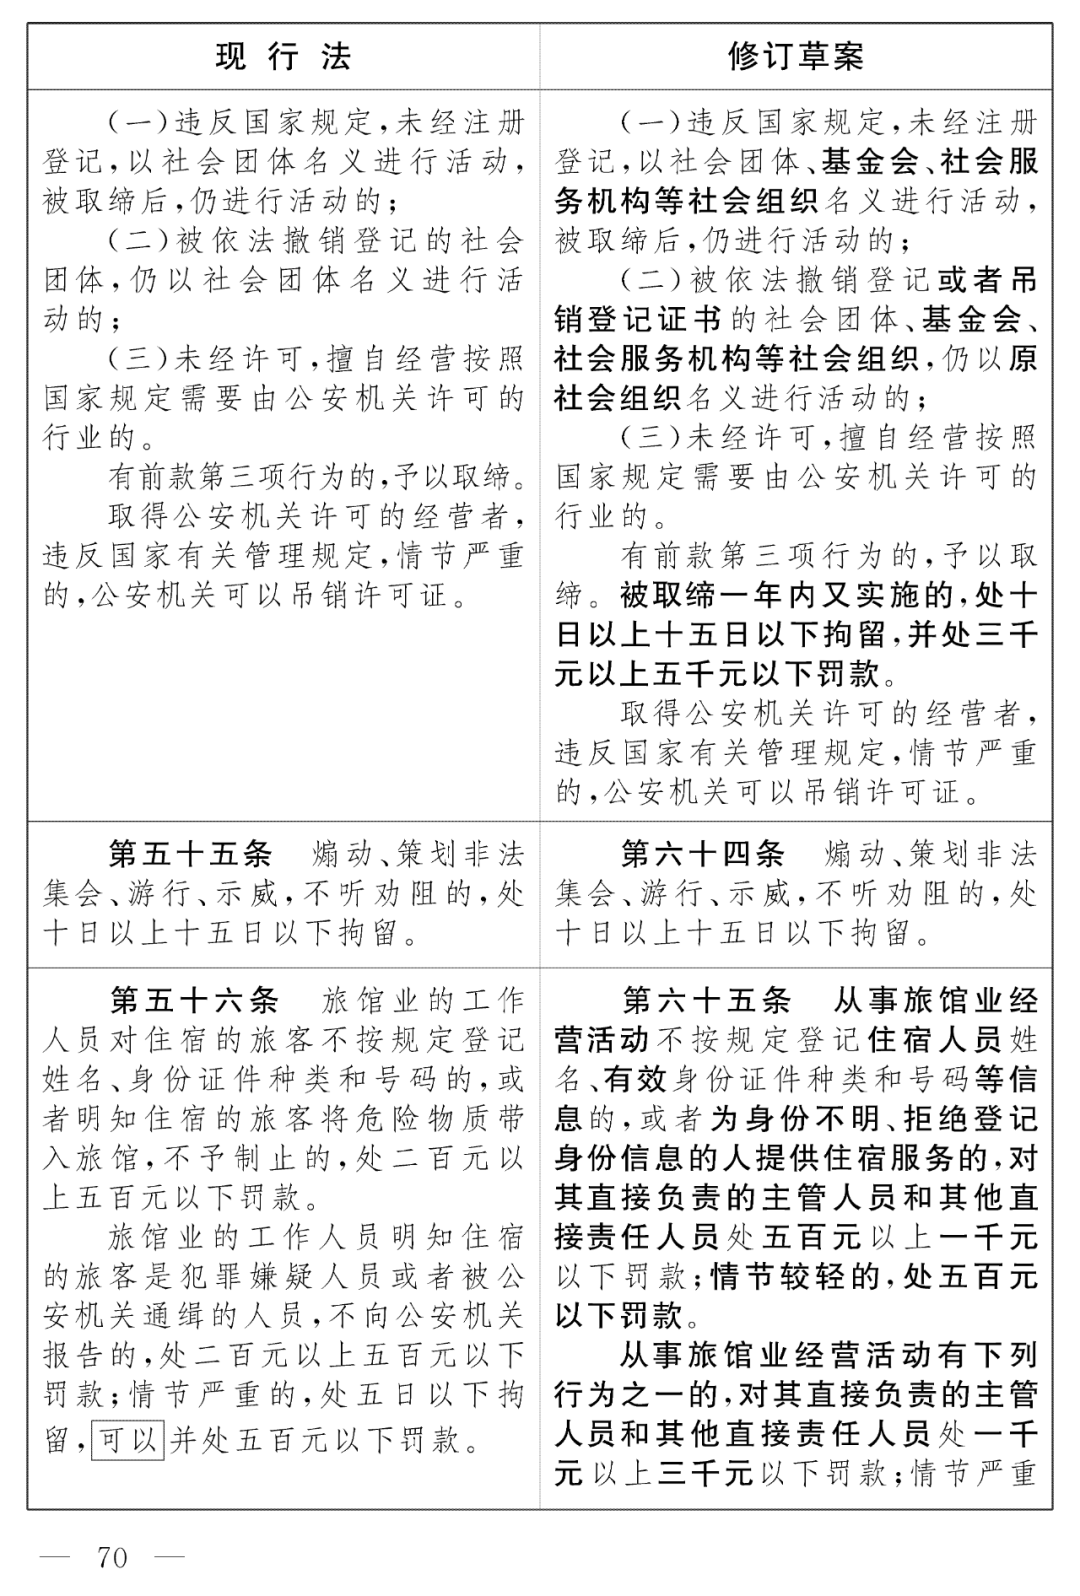 现行法
(一)违反国家规定,未经注册
登记,以社会团体名义进行活动,
被取缔后,仍进行活动的;
(二)被依法撤销登记的社会
团体,仍以社会团体名义进行活
动的;
(三)未经许可,擅自经营按照
国家规定需要由公安机关许可的
行业的。
有前款第三项行为的,予以取缔。
取得公安机关许可的经营者,
违反国家有关管理规定,情节严重
的,公安机关可以吊销许可证。
修订草案
(一)违反国家规定,未经注册
登记,以社会团体、基金会、社会服
务机构等社会组织名义进行活动,
被取缔后,仍进行活动的;
(二)被依法撤销登记或者吊
销登记证书的社会团体、基金会、
社会服务机构等社会组织,仍以原
社会组织名义进行活动的;
(三)未经许可,擅自经营按照
国家规定需要由公安机关许可的
行业的。
有前款第三项行为的,予以取
缔。被取缔一年内又实施的,处十
日以上十五日以下拘留,并处三千
元以上五千元以下罚款。
取得公安机关许可的经营者,
违反国家有关管理规定,情节严重
的,公安机关可以吊销许可证。
第五十五条 煽动、策划非法
集会、游行、示威,不听劝阻的,处
十日以上十五日以下拘留。
第六十四条 煽动、策划非法
集会、游行、示威,不听劝阻的,处
十日以上十五日以下拘留。
第五十六条 旅馆业的工作
人员对住宿的旅客不按规定登记
姓名、身份证件种类和号码的,或
者明知住宿的旅客将危险物质带
入旅馆,不予制止的,处二百元以
上五百元以下罚款。
旅馆业的工作人员明知住宿
的旅客是犯罪嫌疑人员或者被公
安机关通缉的人员,不向公安机关
报告的,处二百元以上五百元以下
罚款;情节严重的,处五日以下拘
留,可以并处五百元以下罚款。
第六十五条 从事旅馆业经
营活动不按规定登记住宿人员姓
名、有效身份证件种类和号码等信
息的,或者为身份不明、拒绝登记
身份信息的人提供住宿服务的,对
其直接负责的主管人员和其他直
接责任人员处五百元以上一千元
以下罚款;情节较轻的,处五百元
以下罚款。
从事旅馆业经营活动有下列
行为之一的,对其直接负责的主管
人员和其他直接责任人员处一千
元以上三千元以下罚款;情节严重
— 70 —